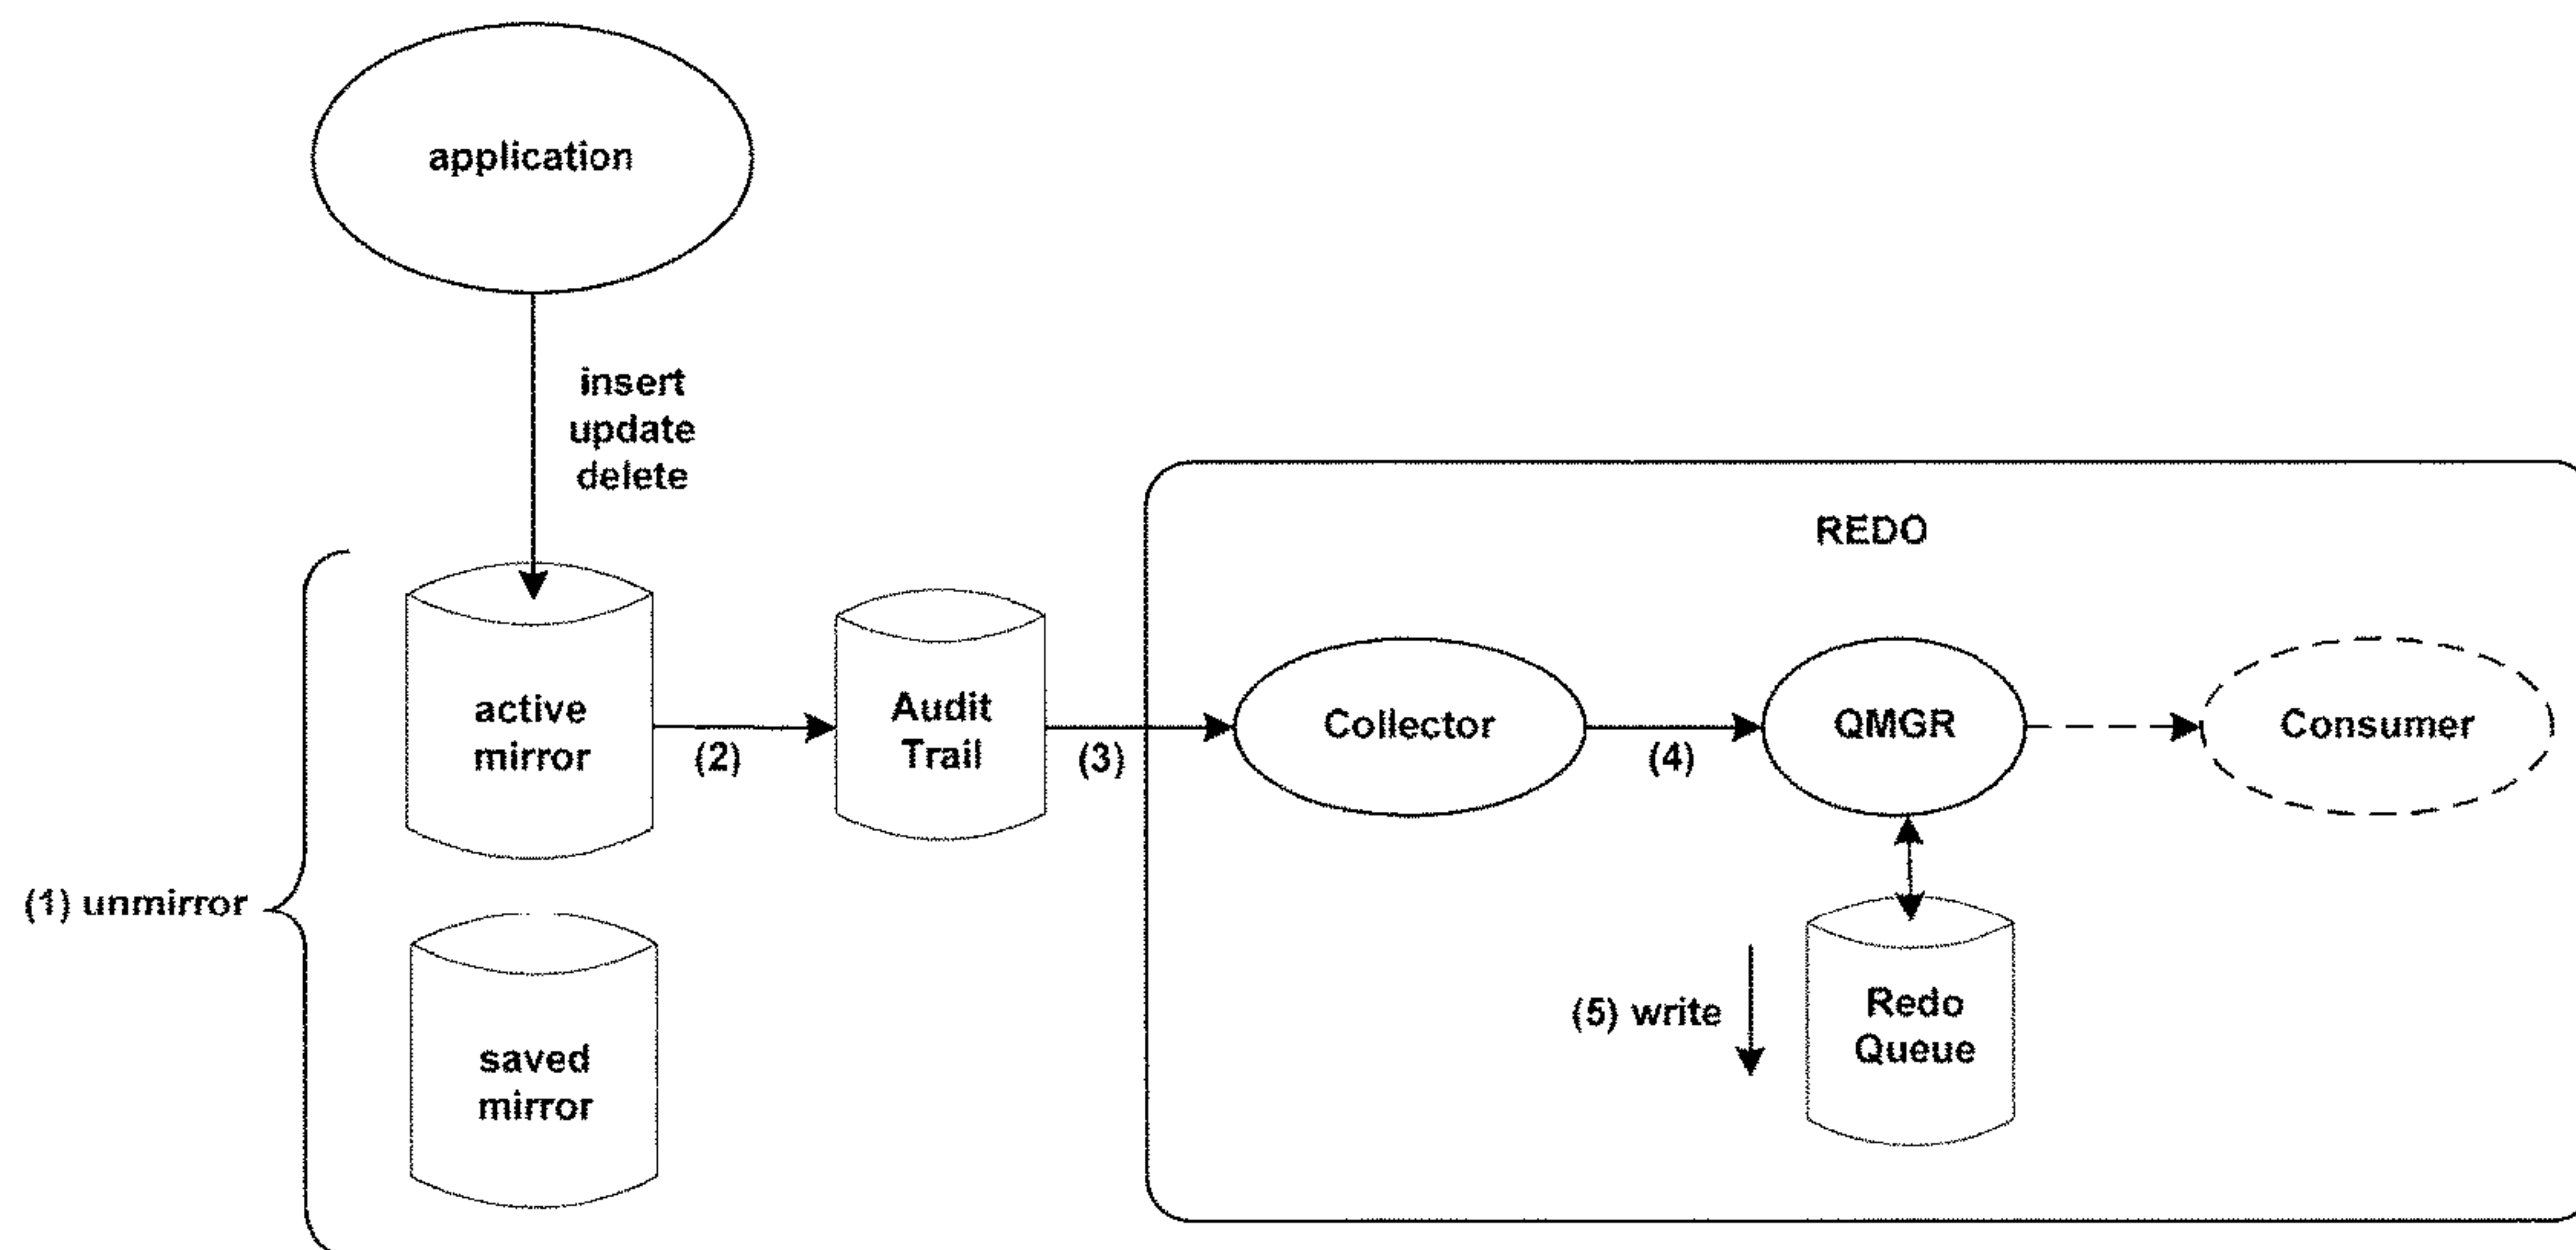 application
insert
update
delete
REDO
active
mirror
(2)
Audit
Trail
(3)
Collector
(4)
QMGR
Consumer
(1) unmirror
saved
mirror
(5) write
Redo
Queue